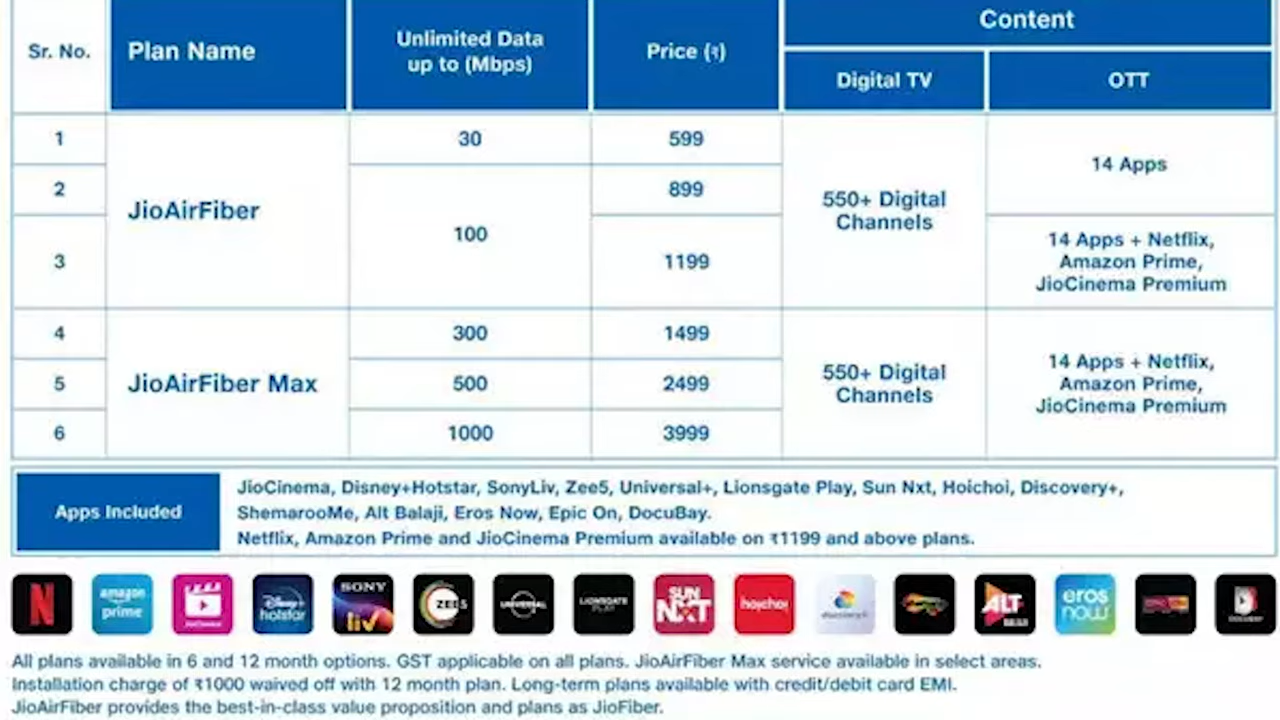 Sr. No.
Plan Name
Unlimited Data
up to (Mbps)
Price (₹)
Content
Digital TV
OTT
1
JioAirFiber
30
599
550+ Digital
Channels
14 Apps
2
100
899
3
1199
14 Apps + Netflix,
Amazon Prime,
JioCinema Premium
4
JioAirFiber Max
300
1499
550+ Digital
Channels
14 Apps + Netflix,
Amazon Prime,
JioCinema Premium
5
500
2499
6
1000
3999
Apps Included
JioCinema, Disney+Hotstar, SonyLiv, Zee5, Universal+, Lionsgate Play, Sun Nxt, Hoichoi, Discovery+,
ShemarooMe, Alt Balaji, Eros Now, Epic On, DocuBay.
Netflix, Amazon Prime and JioCinema Premium available on ₹1199 and above plans.
N
amazon
prime
Disney+
hotstar
SONY
liv
ZEE5
UNIVERSAL
LIONSGATE
PLAY
SUN
NXT
hoichoi
discovery+
ALT
eros
now
DOCUBAY
All plans available in 6 and 12 month options. GST applicable on all plans. JioAirFiber Max service available in select areas.
Installation charge of ₹1000 waived off with 12 month plan. Long-term plans available with credit/debit card EMI.
JioAirFiber provides the best-in-class value proposition and plans as JioFiber.